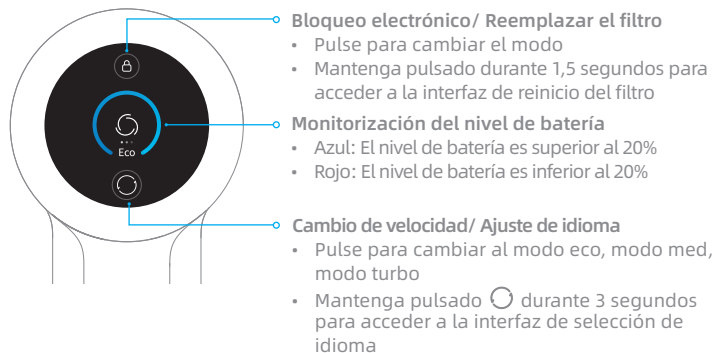 Bloqueo electrónico/ Reemplazar el filtro
• Pulse para cambiar el modo
• Mantenga pulsado durante 1,5 segundos para
acceder a la interfaz de reinicio del filtro
Monitorización del nivel de batería
• Azul: El nivel de batería es superior al 20%
• Rojo: El nivel de batería es inferior al 20%
Eco
Cambio de velocidad/ Ajuste de idioma
• Pulse para cambiar al modo eco, modo med,
modo turbo
• Mantenga pulsado durante 3 segundos
para acceder a la interfaz de selección de
idioma